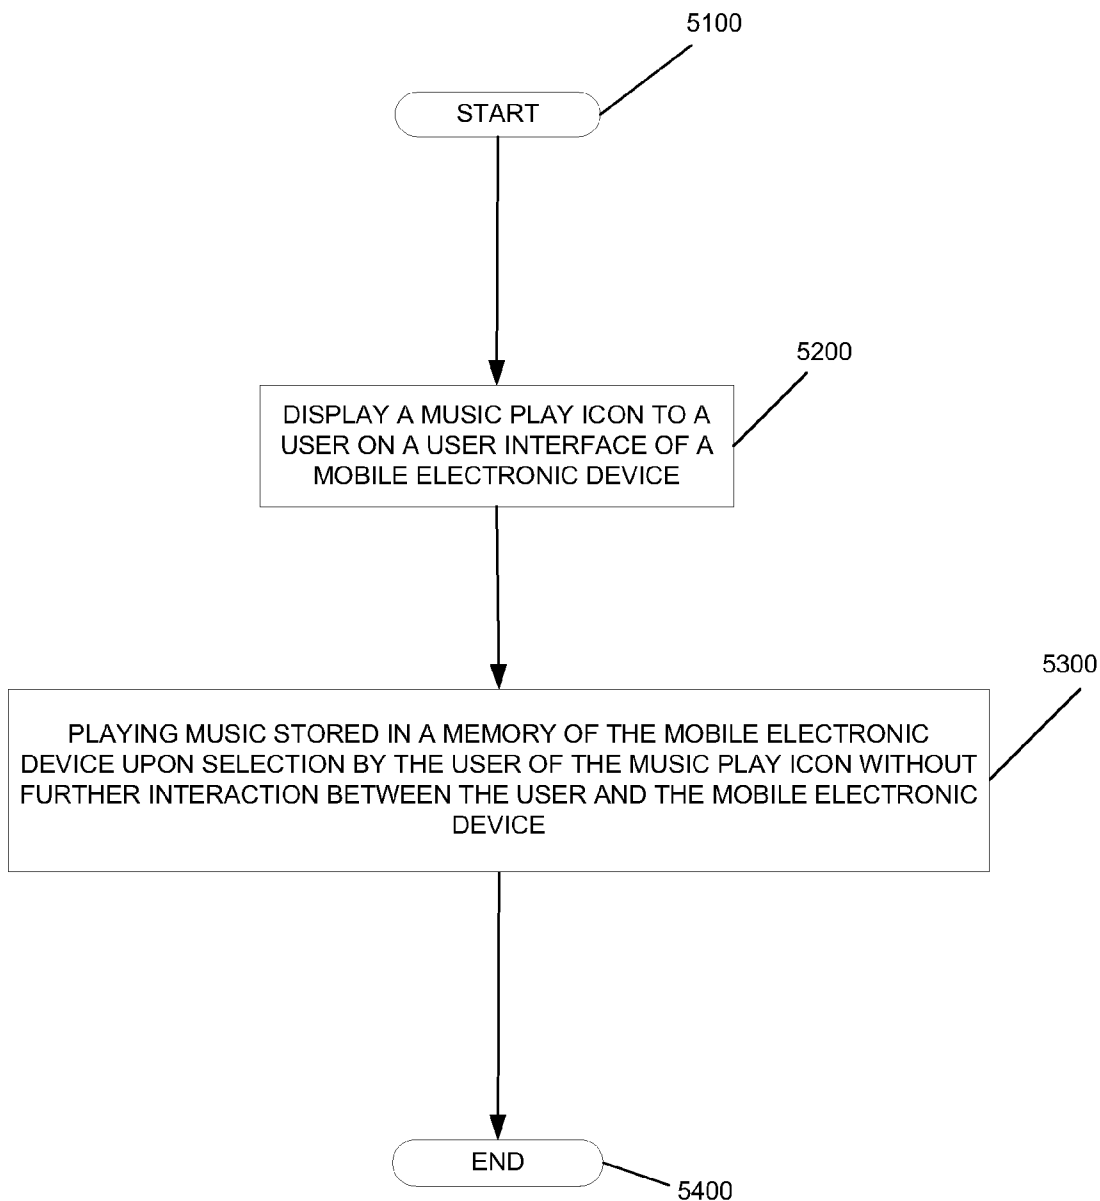 5100
START
5200
DISPLAY A MUSIC PLAY ICON TO A
USER ON A USER INTERFACE OF A
MOBILE ELECTRONIC DEVICE
5300
PLAYING MUSIC STORED IN A MEMORY OF THE MOBILE ELECTRONIC
DEVICE UPON SELECTION BY THE USER OF THE MUSIC PLAY ICON WITHOUT
FURTHER INTERACTION BETWEEN THE USER AND THE MOBILE ELECTRONIC
DEVICE
END
5400